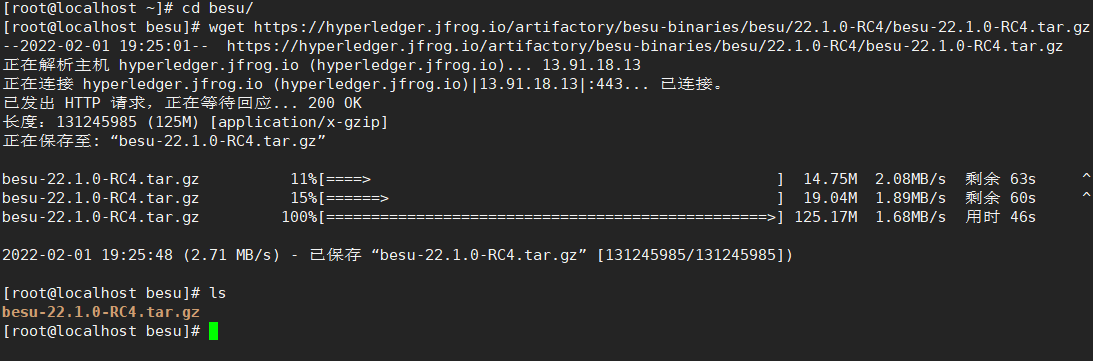 [root@localhost ~]# cd besu/
[root@localhost besu]# wget https://hyperledger.jfrog.io/artifactory/besu-binaries/besu/22.1.0-RC4/besu-22.1.0-RC4.tar.gz
--2022-02-01 19:25:01--  https://hyperledger.jfrog.io/artifactory/besu-binaries/besu/22.1.0-RC4/besu-22.1.0-RC4.tar.gz
正在解析主机 hyperledger.jfrog.io (hyperledger.jfrog.io)... 13.91.18.13
正在连接 hyperledger.jfrog.io (hyperledger.jfrog.io)|13.91.18.13|:443... 已连接。
已发出 HTTP 请求，正在等待回应... 200 OK
长度：131245985 (125M) [application/x-gzip]
正在保存至: “besu-22.1.0-RC4.tar.gz”
besu-22.1.0-RC4.tar.gz 11%[====> ] 14.75M 2.08MB/s 剩余 63s ^
besu-22.1.0-RC4.tar.gz 15%[======> ] 19.04M 1.89MB/s 剩余 60s ^
besu-22.1.0-RC4.tar.gz 100%[=================================================>] 125.17M 1.68MB/s 用时 46s
2022-02-01 19:25:48 (2.71 MB/s) - 已保存 “besu-22.1.0-RC4.tar.gz” [131245985/131245985])
[root@localhost besu]# ls
besu-22.1.0-RC4.tar.gz
[root@localhost besu]#